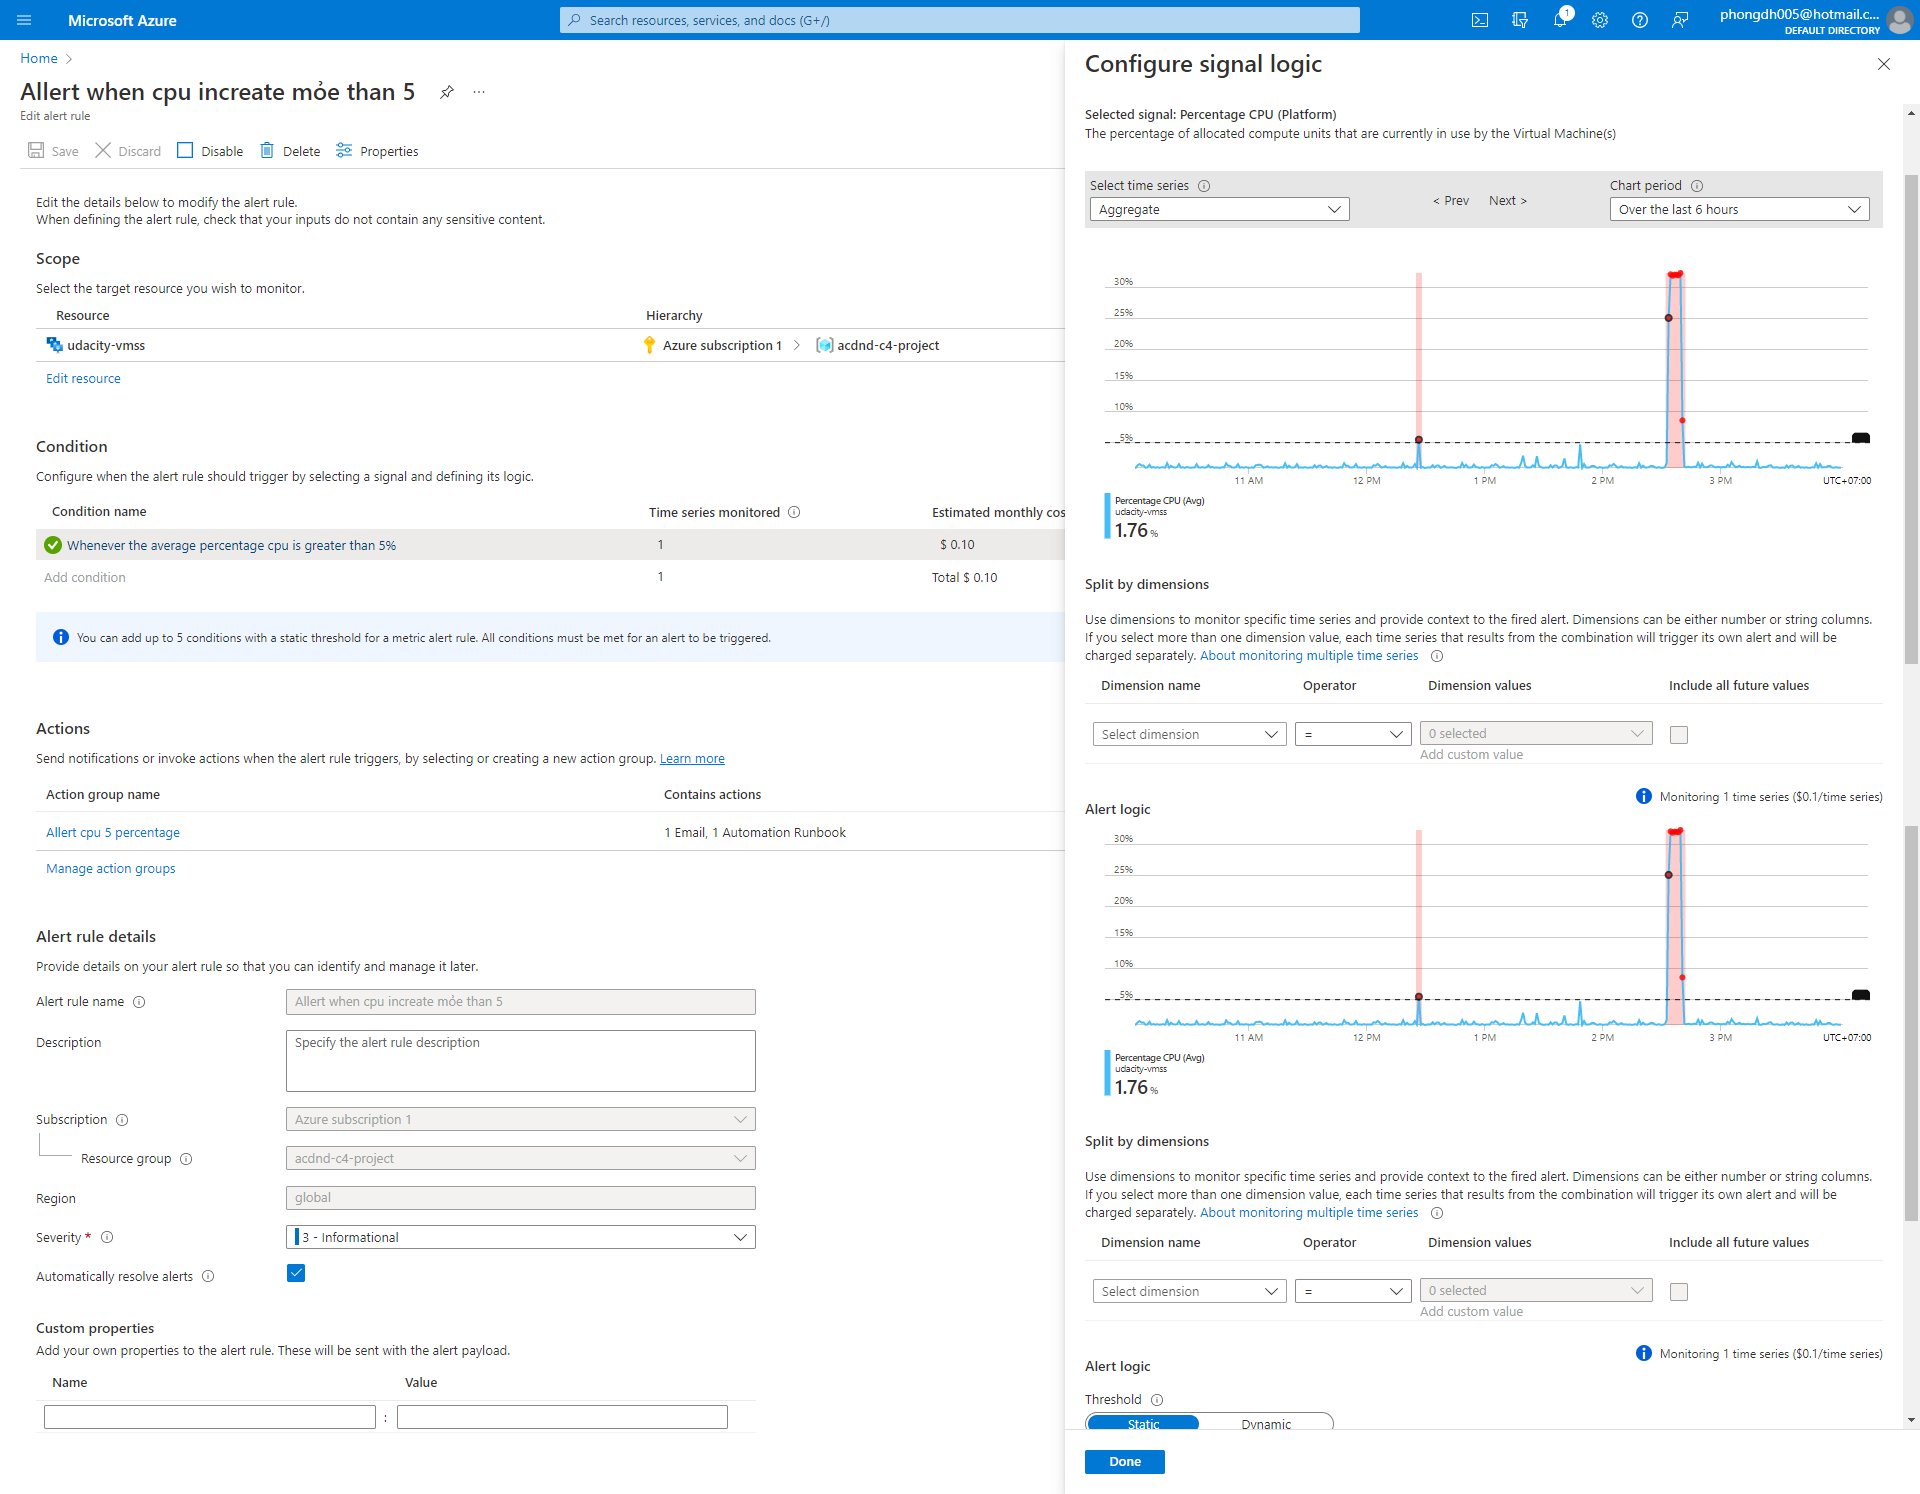 Microsoft Azure
Search resources, services, and docs (G+/)
1
phongdh005@hotmail.c...
DEFAULT DIRECTORY
Home >
Allert when cpu increate mỏe than 5
Edit alert rule
Save
Discard
Disable
Delete
Properties
Edit the details below to modify the alert rule.
When defining the alert rule, check that your inputs do not contain any sensitive content.
Scope
Select the target resource you wish to monitor.
Resource
Hierarchy
udacity-vmss
Azure subscription 1 > acdnd-c4-project
Edit resource
Condition
Configure when the alert rule should trigger by selecting a signal and defining its logic.
Condition name
Time series monitored
Estimated monthly cos
Whenever the average percentage cpu is greater than 5%
1
$ 0.10
Add condition
1
Total $ 0.10
You can add up to 5 conditions with a static threshold for a metric alert rule. All conditions must be met for an alert to be triggered.
Actions
Send notifications or invoke actions when the alert rule triggers, by selecting or creating a new action group. Learn more
Action group name
Contains actions
Allert cpu 5 percentage
1 Email, 1 Automation Runbook
Manage action groups
Alert rule details
Provide details on your alert rule so that you can identify and manage it later.
Alert rule name
Allert when cpu increate mỏe than 5
Description
Specify the alert rule description
Subscription
Azure subscription 1
Resource group
acdnd-c4-project
Region
global
Severity *
3 - Informational
Automatically resolve alerts
Custom properties
Add your own properties to the alert rule. These will be sent with the alert payload.
Name
Value
:
Configure signal logic
Selected signal: Percentage CPU (Platform)
The percentage of allocated compute units that are currently in use by the Virtual Machine(s)
Select time series
Aggregate
< Prev
Next >
Chart period
Over the last 6 hours
30%
25%
20%
15%
10%
5%
11 AM
12 PM
1 PM
2 PM
3 PM
UTC+07:00
Percentage CPU (Avg)
udacity-vmss
1.76 %
Split by dimensions
Use dimensions to monitor specific time series and provide context to the fired alert. Dimensions can be either number or string columns.
If you select more than one dimension value, each time series that results from the combination will trigger its own alert and will be
charged separately. About monitoring multiple time series
Dimension name
Operator
Dimension values
Include all future values
Select dimension
=
0 selected
Add custom value
Monitoring 1 time series ($0.1/time series)
Alert logic
30%
25%
20%
15%
10%
5%
11 AM
12 PM
1 PM
2 PM
3 PM
UTC+07:00
Percentage CPU (Avg)
udacity-vmss
1.76 %
Split by dimensions
Use dimensions to monitor specific time series and provide context to the fired alert. Dimensions can be either number or string columns.
If you select more than one dimension value, each time series that results from the combination will trigger its own alert and will be
charged separately. About monitoring multiple time series
Dimension name
Operator
Dimension values
Include all future values
Select dimension
=
0 selected
Add custom value
Monitoring 1 time series ($0.1/time series)
Alert logic
Threshold
Static
Dynamic
Done